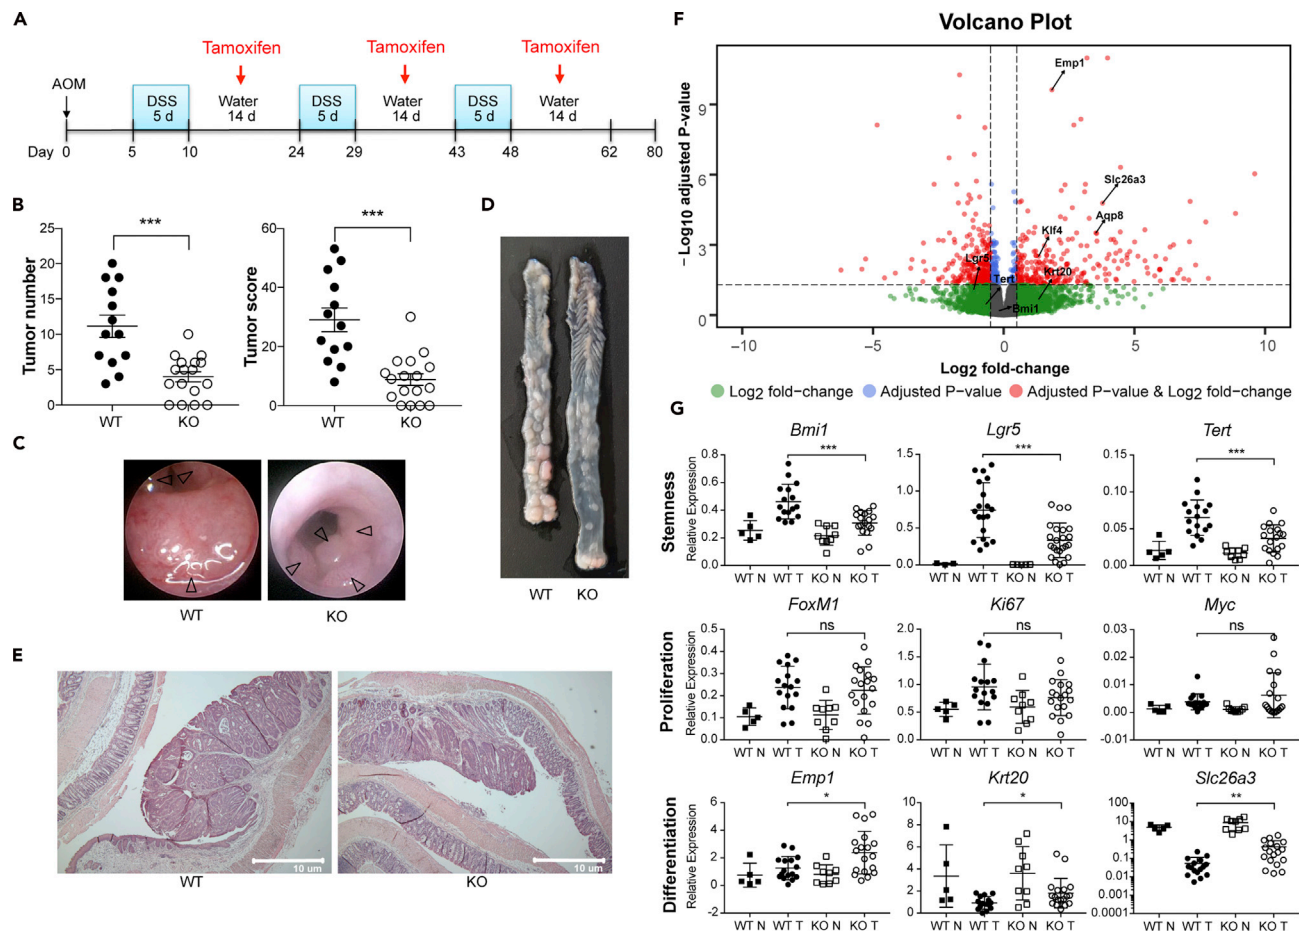 A
Tamoxifen Tamoxifen Tamoxifen
AOM
DSS
5 d
Water
14 d
DSS
5 d
Water
14 d
DSS
5 d
Water
14 d
Day 0 5 10 24 29 43 48 62 80
B
***
Tumor number
25
20
15
10
5
0
WT KO
***
Tumor score
60
40
20
0
WT KO
C
WT KO
D
WT KO
E
10 um
10 um
WT KO
F
Volcano Plot
− Log10 adjusted P-value
9
6
3
0
Emp1
Slc26a3
Aqp8
Klf4
Lgr5
Krt20
Tert
Bmi1
−10 −5 0 5 10
Log2 fold-change
Log2 fold−change Adjusted P−value Adjusted P−value & Log2 fold−change
G
Stemness
Bmi1
***
Relative Expression
0.8
0.6
0.4
0.2
0.0
WT N WT T KO N KO T
Lgr5
***
1.5
1.0
0.5
0.0
WT N WT T KO N KO T
Tert
***
0.15
0.10
0.05
0.00
WT N WT T KO N KO T
Proliferation
FoxM1
ns
Relative Expression
0.5
0.4
0.3
0.2
0.1
0.0
WT N WT T KO N KO T
Ki67
ns
2.0
1.5
1.0
0.5
0.0
WT N WT T KO N KO T
Myc
ns
0.03
0.02
0.01
0.00
-0.01
WT N WT T KO N KO T
Differentiation
Emp1
*
Relative Expression
6
4
2
0
-2
WT N WT T KO N KO T
Krt20
*
10
8
6
4
2
0
WT N WT T KO N KO T
Slc26a3
**
100
10
1
0.1
0.01
0.001
0.0001
WT N WT T KO N KO T